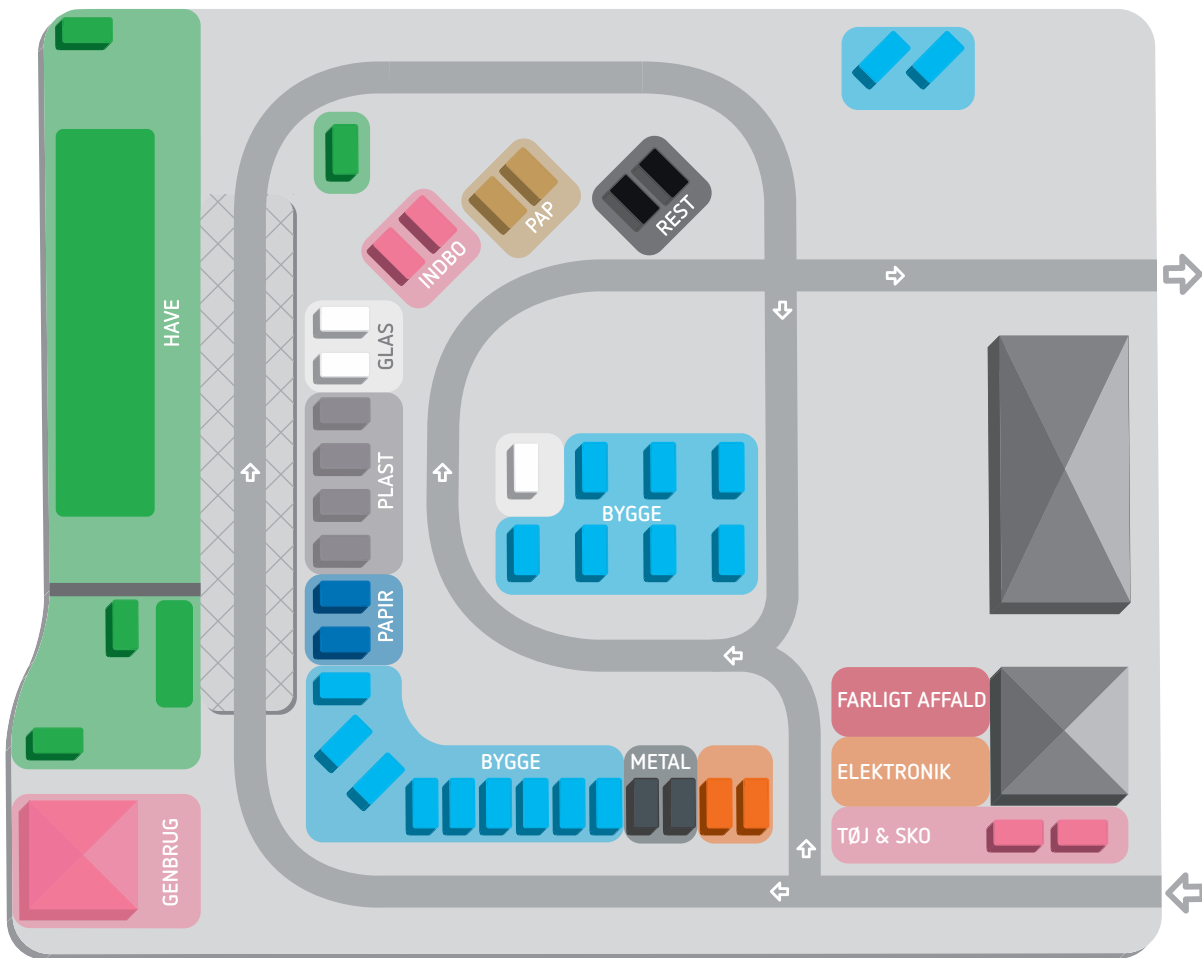 PAP
REST
INDBO
HAVE
GLAS
PLAST
BYGGE
PAPIR
FARLIGT AFFALD
BYGGE
METAL
ELEKTRONIK
TØJ & SKO
GENBRUG